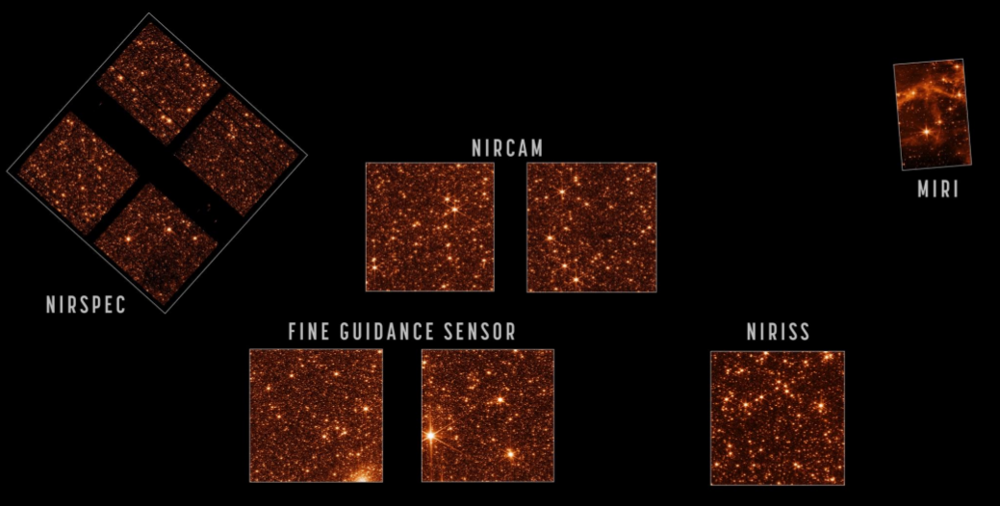 NIRCAM
MIRI
NIRSPEC
FINE GUIDANCE SENSOR
NIRISS